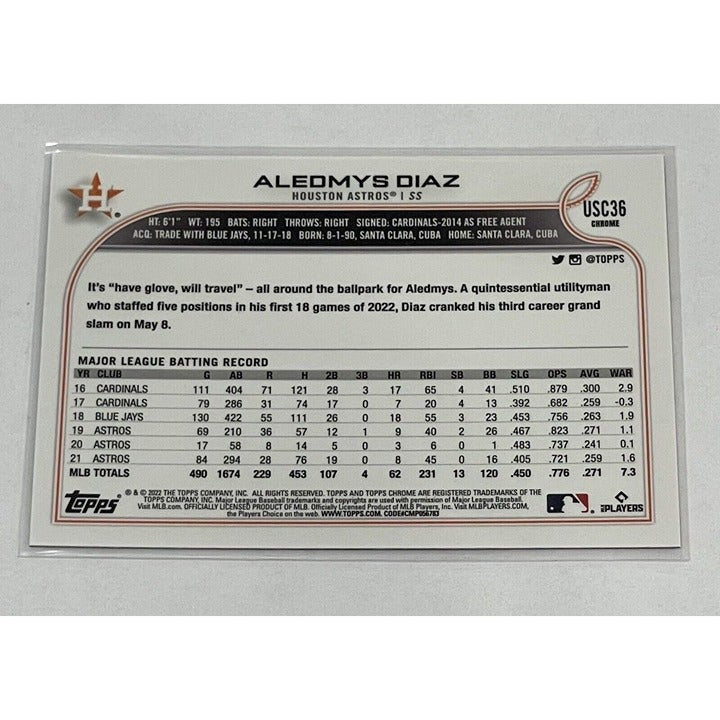 H
ALEDMYS DIAZ
HOUSTON ASTROS® | SS
USC36
CHROME
HT: 6'1" WT: 195 BATS: RIGHT THROWS: RIGHT SIGNED: CARDINALS-2014 AS FREE AGENT
ACQ: TRADE WITH BLUE JAYS, 11-17-18 BORN: 8-1-90, SANTA CLARA, CUBA HOME: SANTA CLARA, CUBA
@TOPPS
It's "have glove, will travel" – all around the ballpark for Aledmys. A quintessential utilityman
who staffed five positions in his first 18 games of 2022, Diaz cranked his third career grand
slam on May 8.
MAJOR LEAGUE BATTING RECORD
YR CLUB G AB R H 2B 3B HR RBI SB BB SLG OPS AVG WAR
16 CARDINALS 111 404 71 121 28 3 17 65 4 41 .510 .879 .300 2.9
17 CARDINALS 79 286 31 74 17 0 7 20 4 13 .392 .682 .259 -0.3
18 BLUE JAYS 130 422 55 111 26 0 18 55 3 23 .453 .756 .263 1.9
19 ASTROS 69 210 36 57 12 1 9 40 2 26 .467 .823 .271 1.1
20 ASTROS 17 58 8 14 5 0 3 6 0 1 .483 .737 .241 0.1
21 ASTROS 84 294 28 76 19 0 8 45 0 16 .405 .721 .259 1.6
MLB TOTALS 490 1674 229 453 107 4 62 231 13 120 .450 .776 .271 7.3
topps®
® & © 2022 THE TOPPS COMPANY, INC. ALL RIGHTS RESERVED. TOPPS AND TOPPS CHROME ARE REGISTERED TRADEMARKS OF THE
TOPPS COMPANY, INC. Major League Baseball trademarks and copyrights are used with permission of Major League Baseball.
Visit MLB.com. OFFICIALLY LICENSED PRODUCT OF MLB. Officially Licensed Product of MLB Players, Inc. Visit MLBPLAYERS.com,
the Players Choice on the web. WWW.TOPPS.COM. CODE#CMP056783
MLB PLAYERS